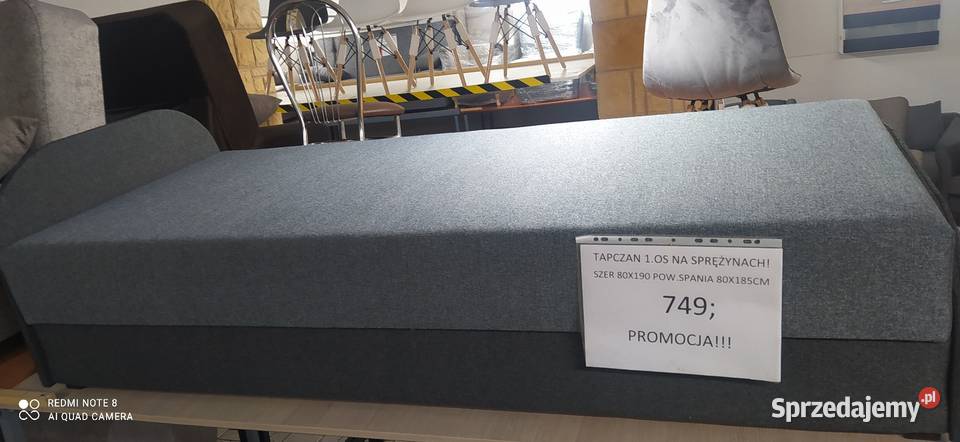 TAPCZAN 1.OS NA SPRĘŻYNACH!
SZER 80X190 POW.SPANIA 80X185CM
749;
PROMOCJA!!!
REDMI NOTE 8
AI QUAD CAMERA
Sprzedajemy.pl